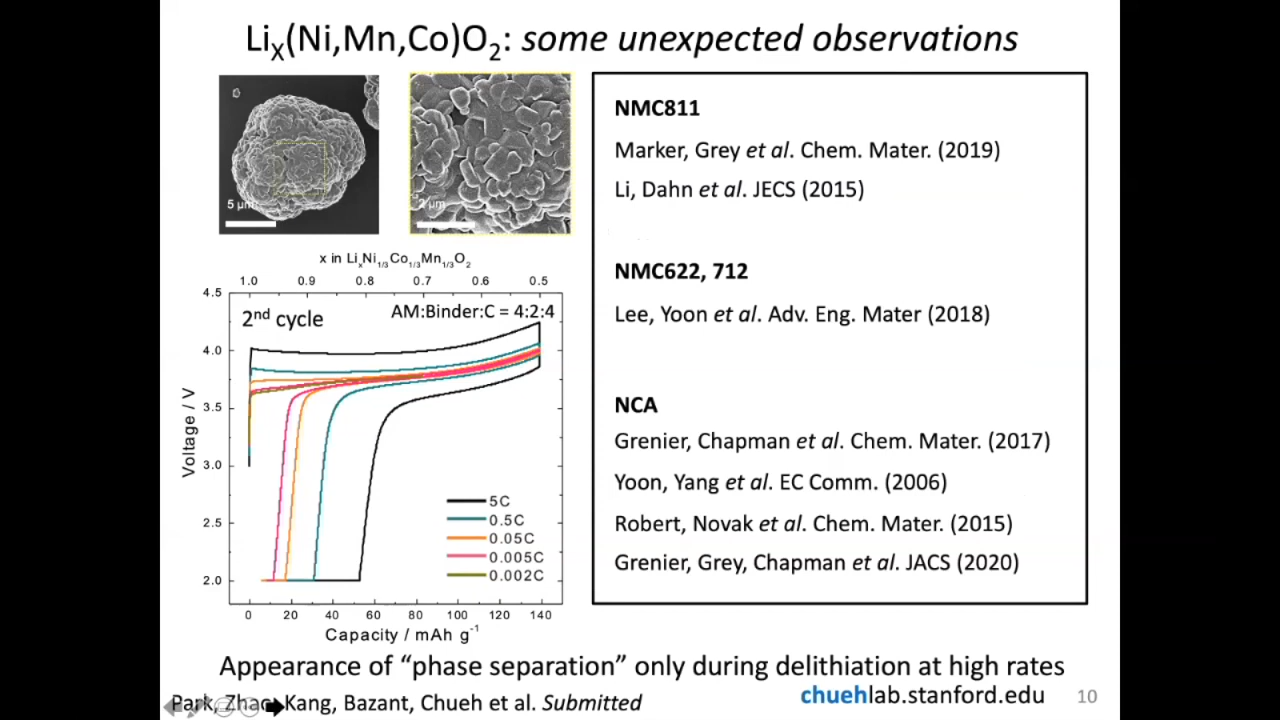 LiX(Ni,Mn,Co)O2: some unexpected observations
5 μm
2 μm
x in LixNi1/3Co1/3Mn1/3O2
1.0 0.9 0.8 0.7 0.6 0.5
2nd cycle
AM:Binder:C = 4:2:4
4.5
4.0
3.5
3.0
2.5
2.0
Voltage / V
5C
0.5C
0.05C
0.005C
0.002C
0 20 40 60 80 100 120 140
Capacity / mAh g-1
NMC811
Marker, Grey et al. Chem. Mater. (2019)
Li, Dahn et al. JECS (2015)
NMC622, 712
Lee, Yoon et al. Adv. Eng. Mater (2018)
NCA
Grenier, Chapman et al. Chem. Mater. (2017)
Yoon, Yang et al. EC Comm. (2006)
Robert, Novak et al. Chem. Mater. (2015)
Grenier, Grey, Chapman et al. JACS (2020)
Appearance of “phase separation” only during delithiation at high rates
Park, Zhao, Kang, Bazant, Chueh et al. Submitted
chuehlab.stanford.edu
10